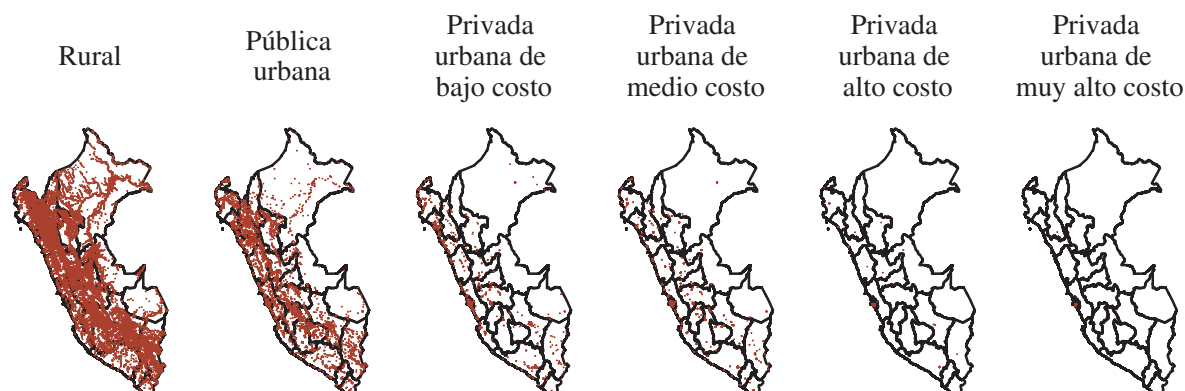 Rural
Pública
urbana
Privada
urbana de
bajo costo
Privada
urbana de
medio costo
Privada
urbana de
alto costo
Privada
urbana de
muy alto costo